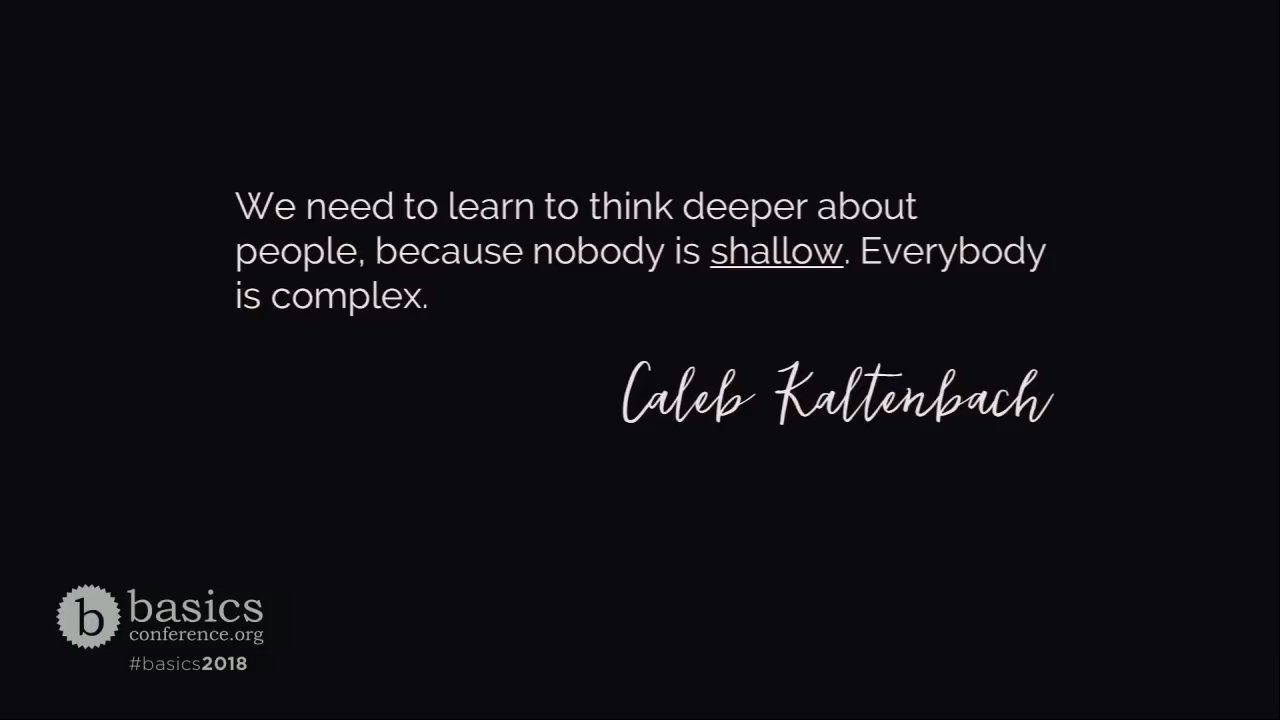 We need to learn to think deeper about
people, because nobody is shallow. Everybody
is complex.
Caleb Kaltenbach
b basics
conference.org
#basics2018